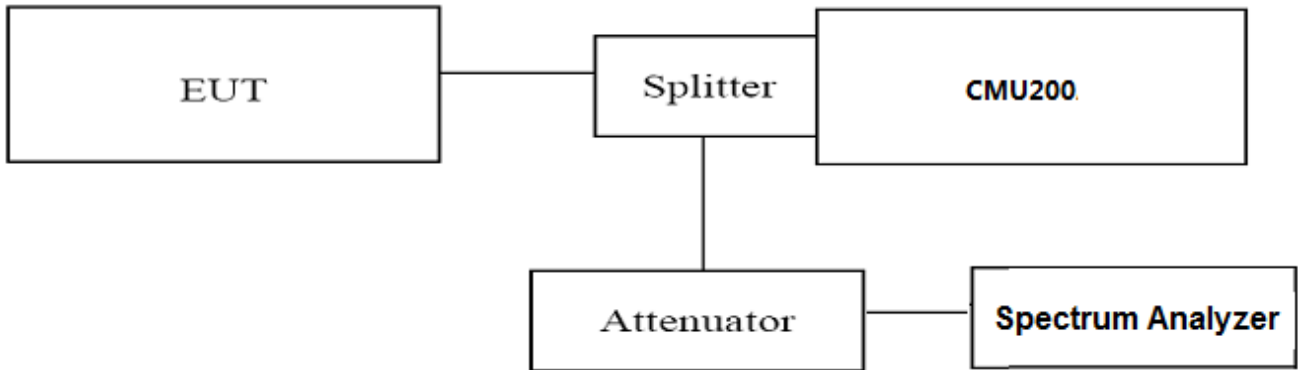 EUT
Splitter
CMU200.
Attenuator
Spectrum Analyzer